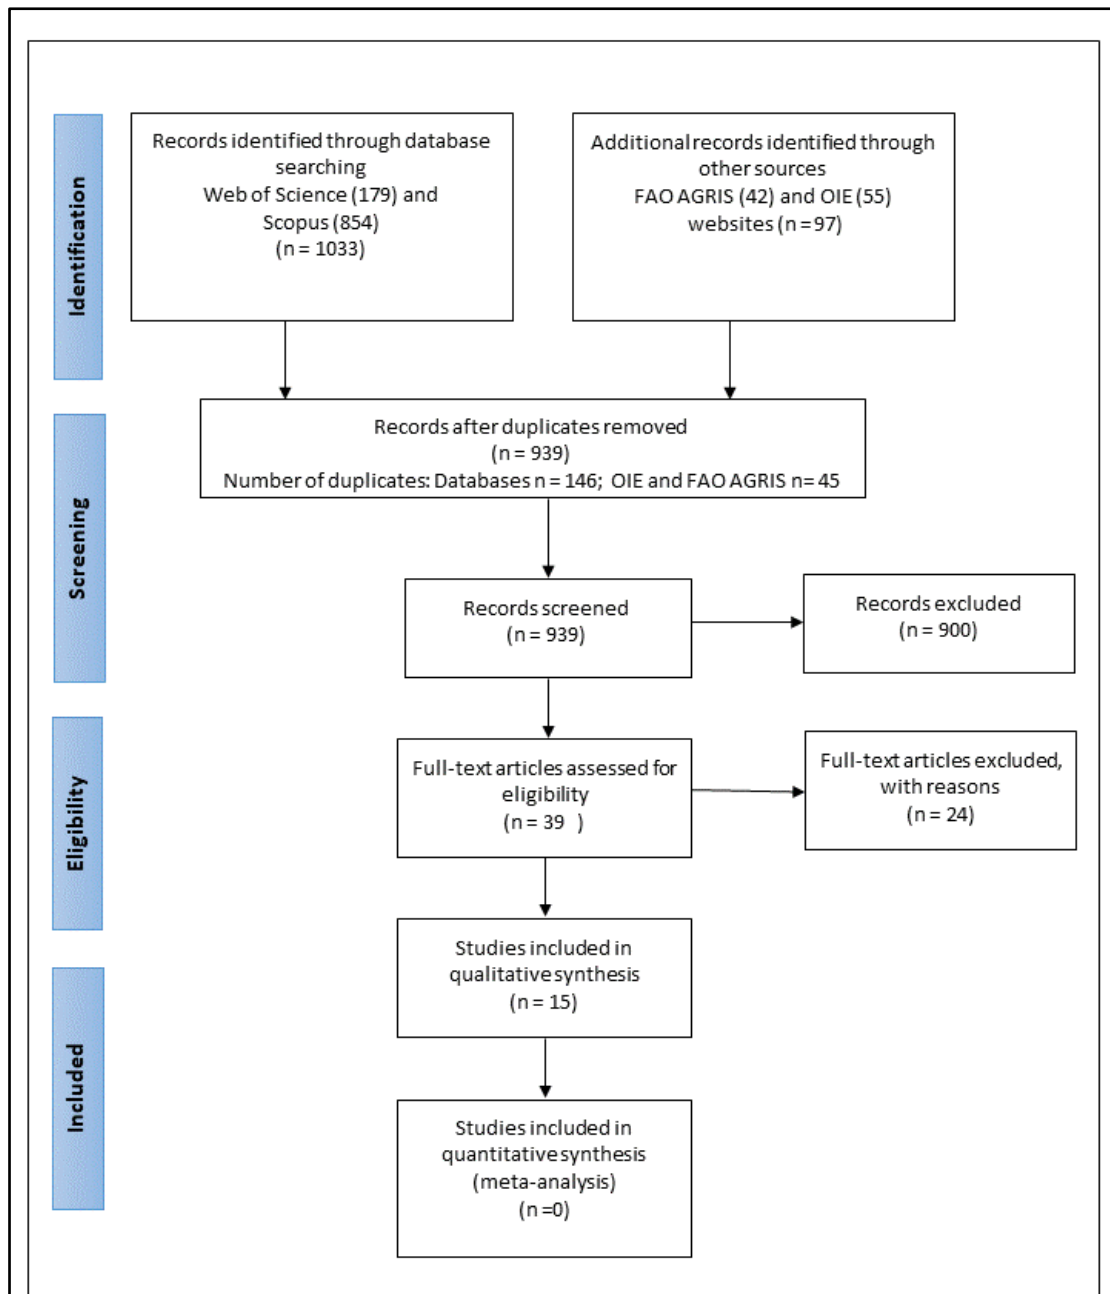 Identification
Records identified through database
searching
Web of Science (179) and
Scopus (854)
(n = 1033)
Additional records identified through
other sources
FAO AGRIS (42) and OIE (55)
websites (n = 97)
Screening
Records after duplicates removed
(n = 939)
Number of duplicates: Databases n = 146; OIE and FAO AGRIS n= 45
Records screened
(n = 939)
Records excluded
(n = 900)
Eligibility
Full-text articles assessed for
eligibility
(n = 39 )
Full-text articles excluded,
with reasons
(n = 24)
Included
Studies included in
qualitative synthesis
(n = 15)
Studies included in
quantitative synthesis
(meta-analysis)
(n =0)